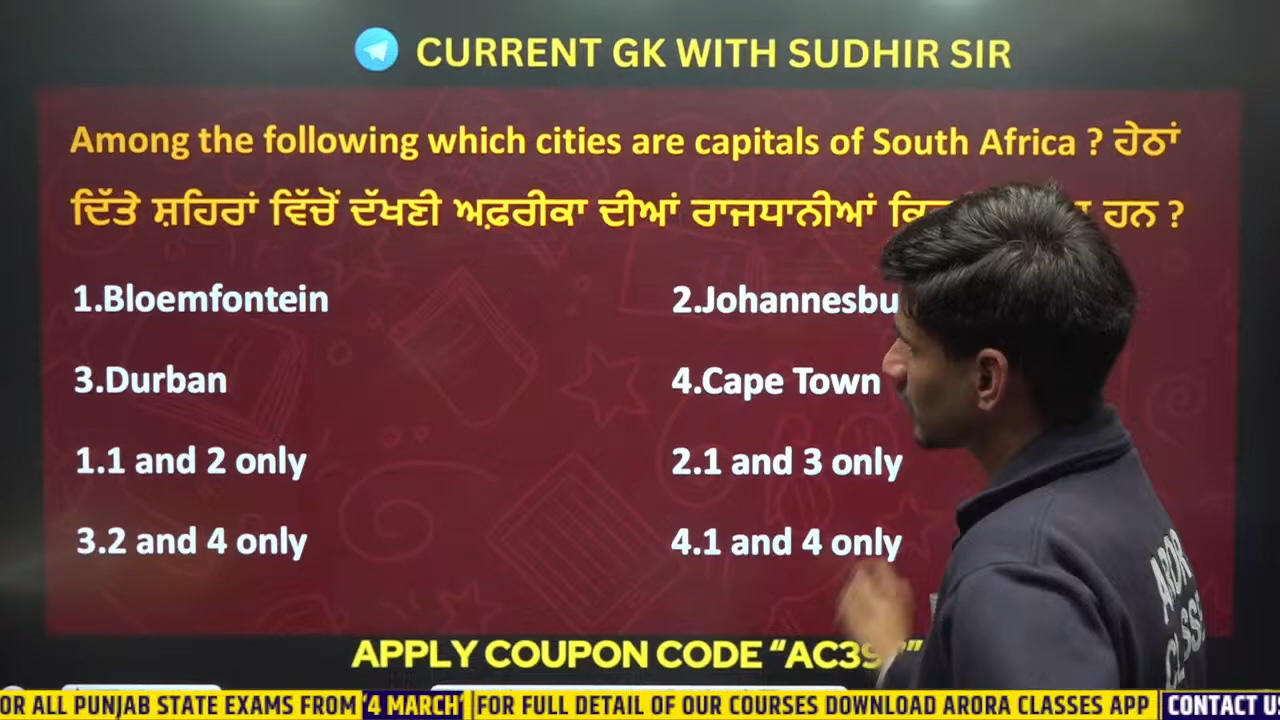 CURRENT GK WITH SUDHIR SIR
Among the following which cities are capitals of South Africa ? ਹੇਠਾਂ
ਦਿੱਤੇ ਸ਼ਹਿਰਾਂ ਵਿੱਚੋਂ ਦੱਖਣੀ ਅਫ਼ਰੀਕਾ ਦੀਆਂ ਰਾਜਧਾਨੀਆਂ ਹਨ ?
1.Bloemfontein
2.Johannesbu
3.Durban
4.Cape Town
1.1 and 2 only
2.1 and 3 only
3.2 and 4 only
4.1 and 4 only
APPLY COUPON CODE “AC39
OR ALL PUNJAB STATE EXAMS FROM '4 MARCH' | FOR FULL DETAIL OF OUR COURSES DOWNLOAD ARORA CLASSES APP | CONTACT U